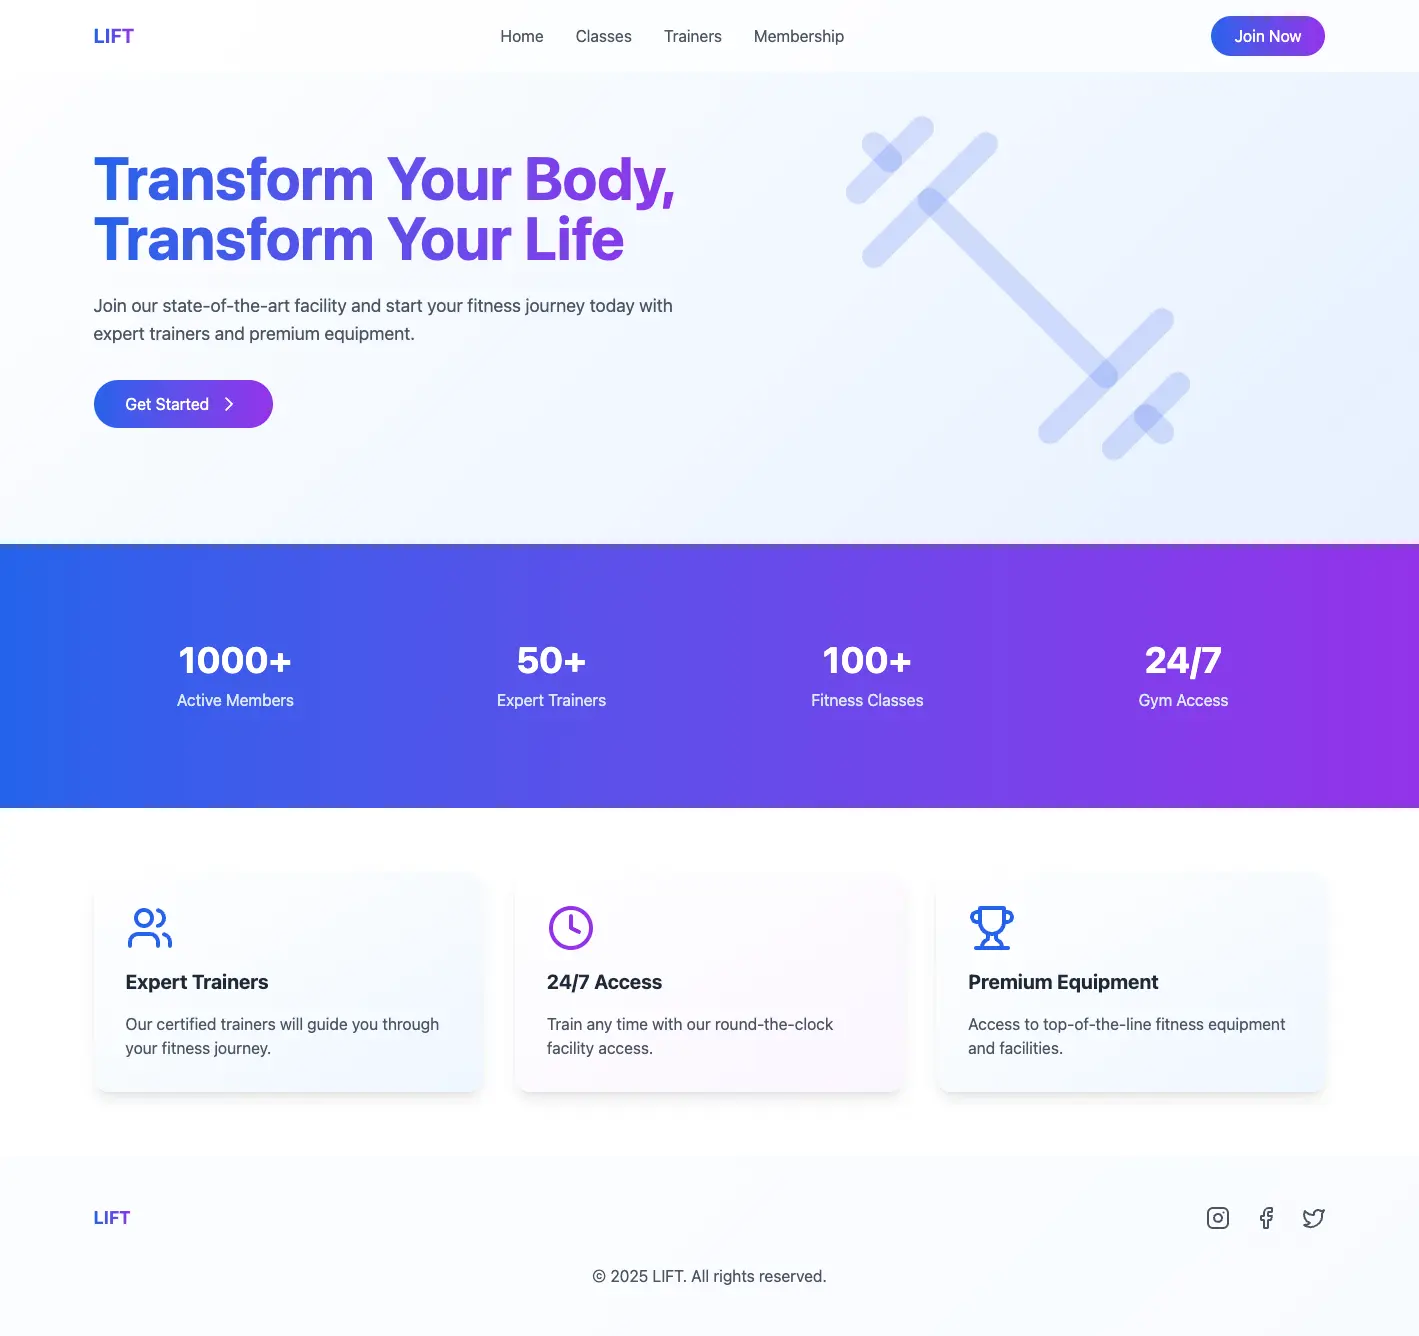 LIFT
Home
Classes
Trainers
Membership
Join Now
Transform Your Body,
Transform Your Life
Join our state-of-the-art facility and start your fitness journey today with
expert trainers and premium equipment.
Get Started
1000+
Active Members
50+
Expert Trainers
100+
Fitness Classes
24/7
Gym Access
Expert Trainers
Our certified trainers will guide you through
your fitness journey.
24/7 Access
Train any time with our round-the-clock
facility access.
Premium Equipment
Access to top-of-the-line fitness equipment
and facilities.
LIFT
© 2025 LIFT. All rights reserved.